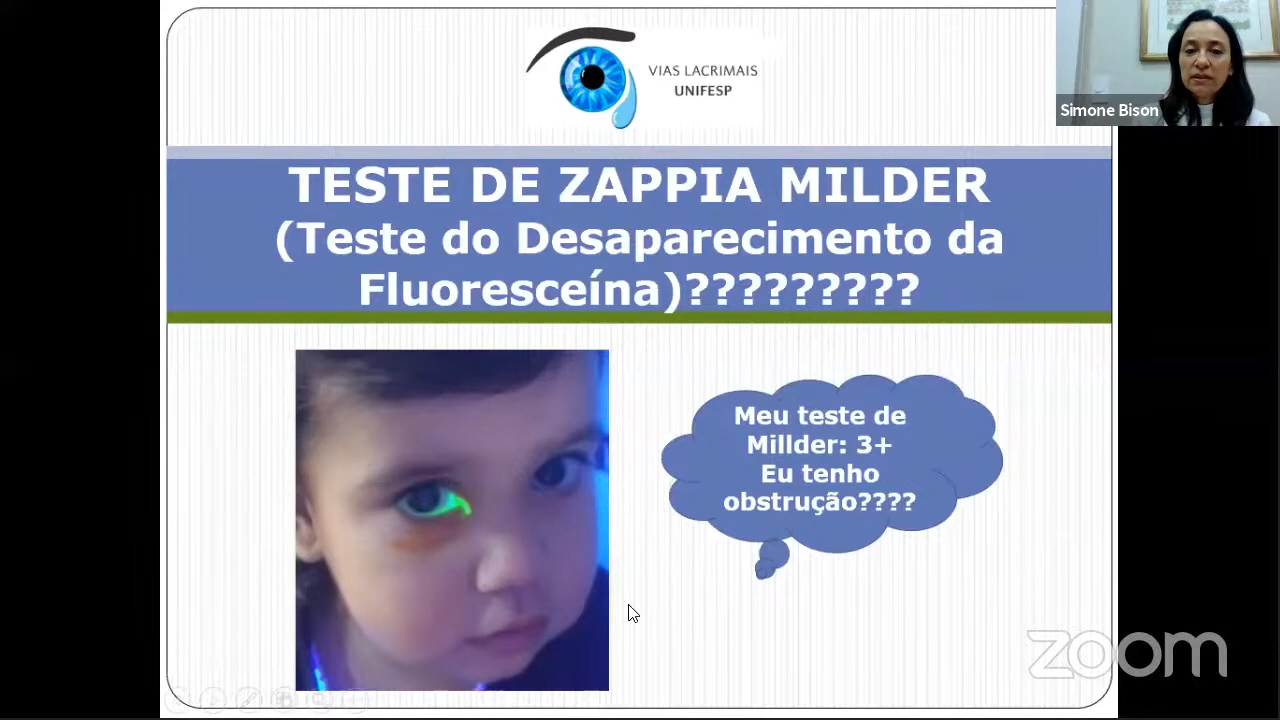 VIAS LACRIMAIS
UNIFESP
Simone Bison
TESTE DE ZAPPIA MILDER
(Teste do Desaparecimento da
Fluoresceína)?????????
Meu teste de
Millder: 3+
Eu tenho
obstrução????
zoom